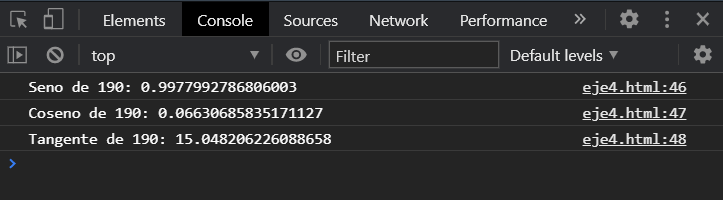 Elements Console Sources Network Performance »
top Filter Default levels
Seno de 190: 0.9977992786806003 eje4.html:46
Coseno de 190: 0.06630685835171127 eje4.html:47
Tangente de 190: 15.048206226088658 eje4.html:48
>